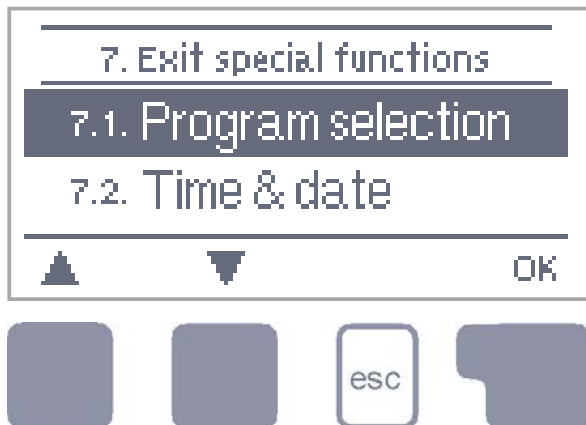 7. Exit special functions
7.1. Program selection
7.2. Time & date
▲ ▼ OK
esc